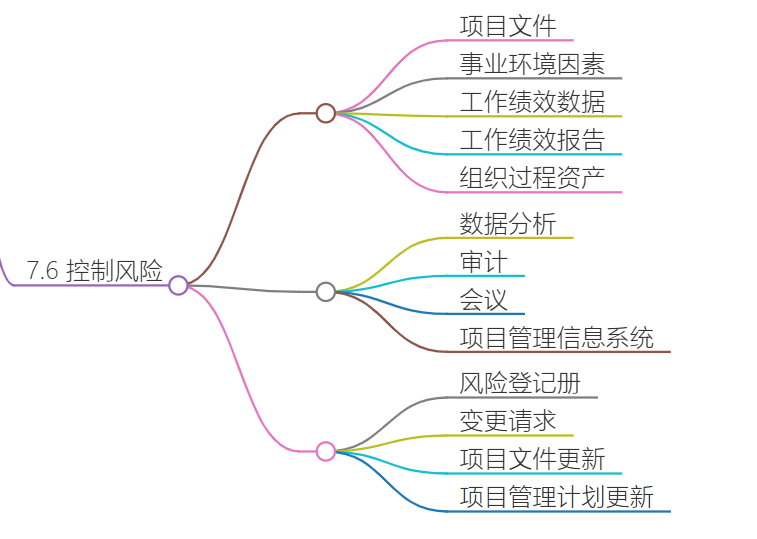 项目文件
事业环境因素
工作绩效数据
工作绩效报告
组织过程资产
数据分析
审计
7.6 控制风险
会议
项目管理信息系统
风险登记册
变更请求
项目文件更新
项目管理计划更新